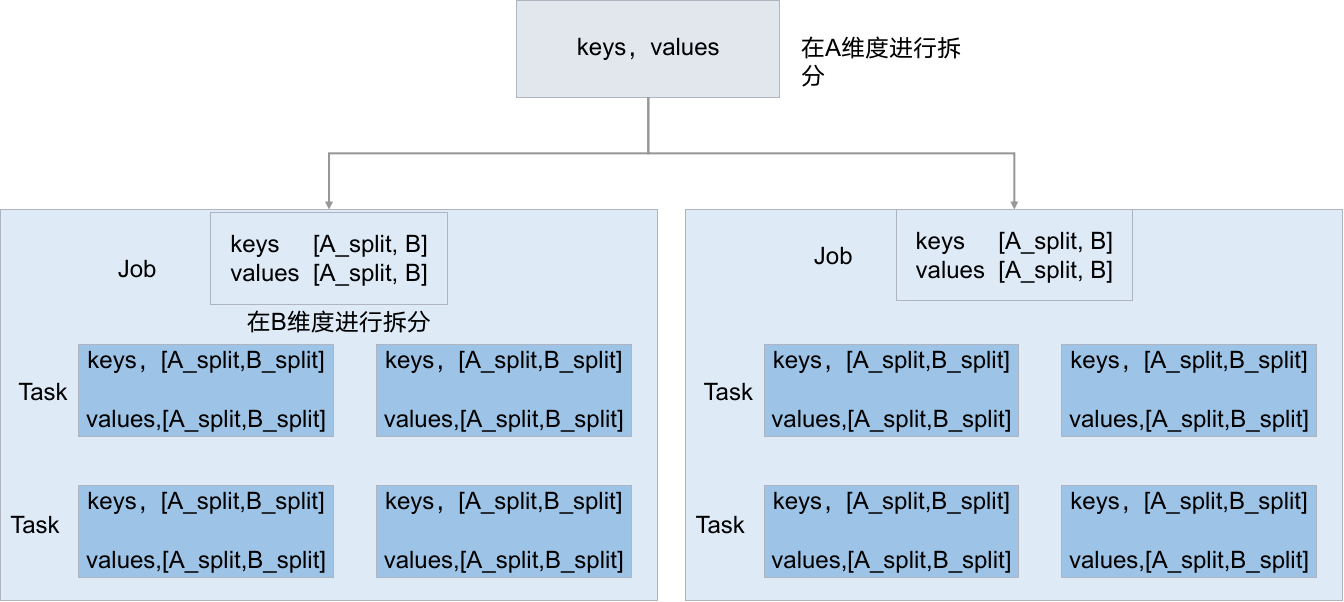 keys，values
在A维度进行拆
分
Job
keys [A_split, B]
values [A_split, B]
在B维度进行拆分
Task
keys，[A_split,B_split]
values,[A_split,B_split]
keys，[A_split,B_split]
values,[A_split,B_split]
Task
keys，[A_split,B_split]
values,[A_split,B_split]
keys，[A_split,B_split]
values,[A_split,B_split]
Job
keys [A_split, B]
values [A_split, B]
Task
keys，[A_split,B_split]
values,[A_split,B_split]
keys，[A_split,B_split]
values,[A_split,B_split]
Task
keys，[A_split,B_split]
values,[A_split,B_split]
keys，[A_split,B_split]
values,[A_split,B_split]